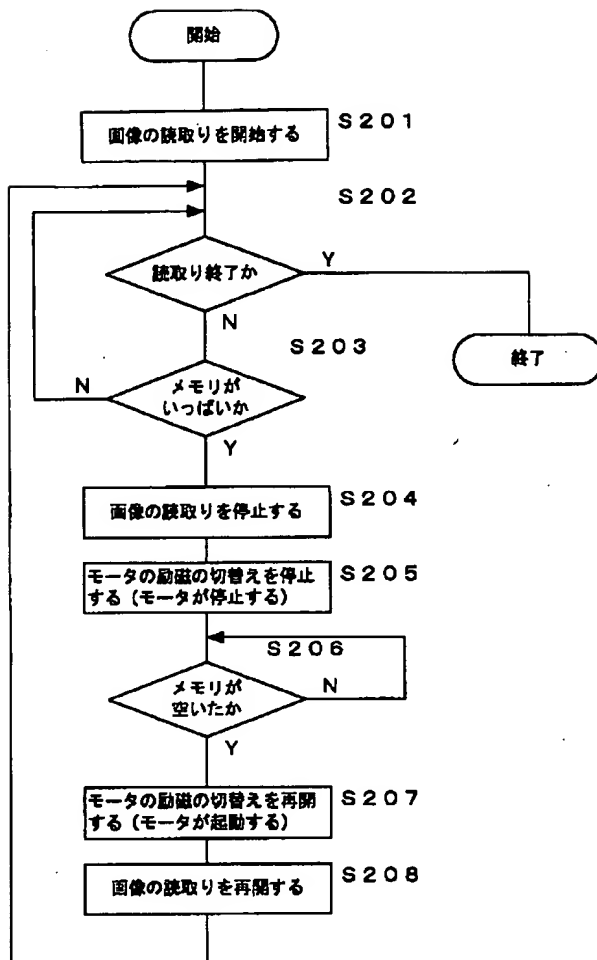 開始
画像の読取りを開始する
S201
S202
読取り終了か
Y
N
終了
S203
メモリが
いっぱいか
N
Y
画像の読取りを停止する
S204
モータの励磁の切替えを停止
する(モータが停止する)
S205
S206
メモリが
空いたか
N
Y
モータの励磁の切替えを再開
する(モータが起動する)
S207
画像の読取りを再開する
S208